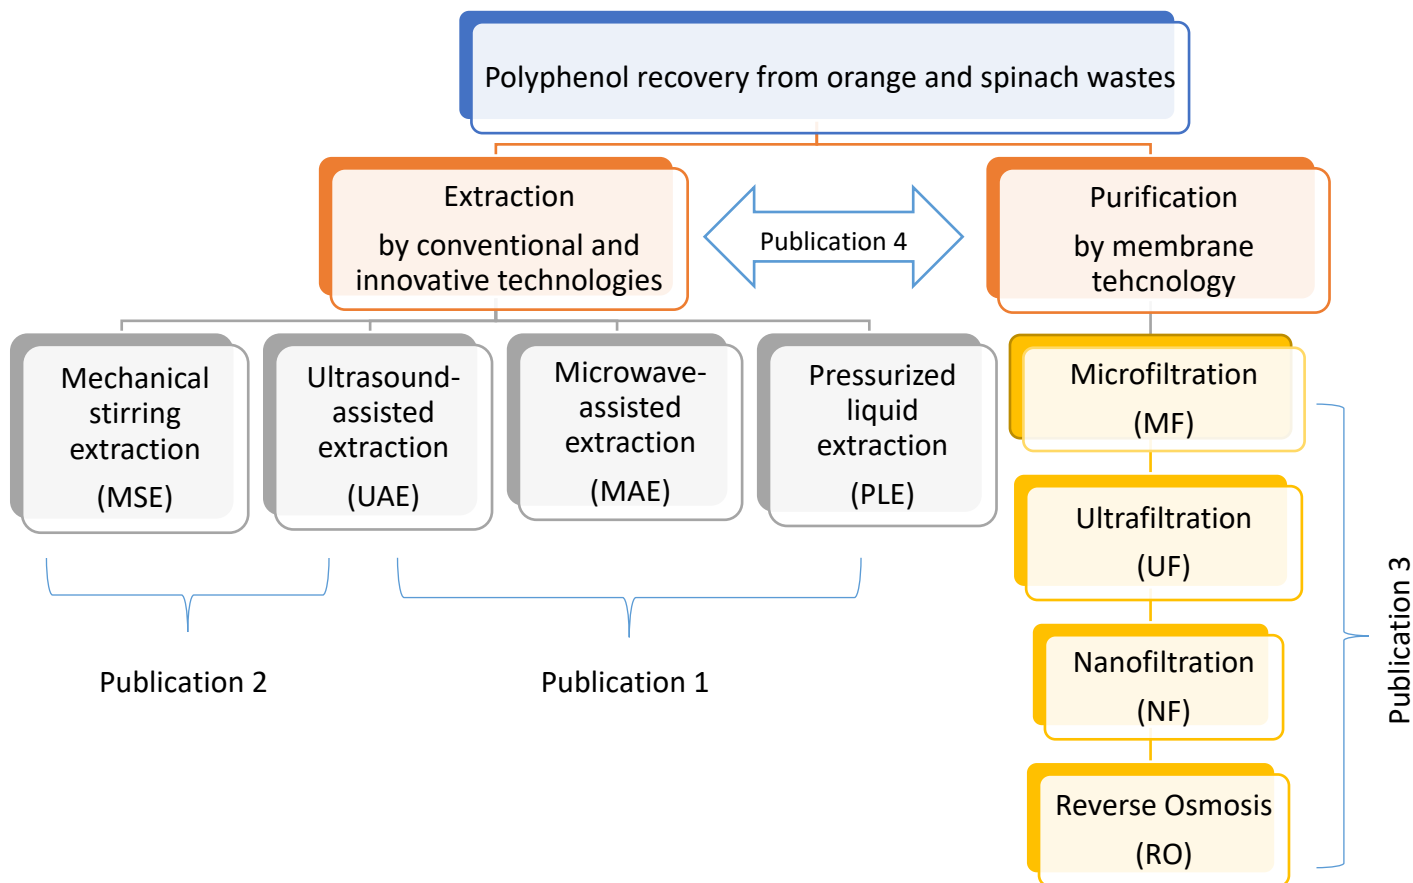 Polyphenol recovery from orange and spinach wastes
Extraction
by conventional and
innovative technologies
Publication 4
Purification
by membrane
tehcnology
Mechanical
stirring
extraction
(MSE)
Ultrasound-
assisted
extraction
(UAE)
Microwave-
assisted
extraction
(MAE)
Pressurized
liquid
extraction
(PLE)
Microfiltration
(MF)
Ultrafiltration
(UF)
Nanofiltration
(NF)
Reverse Osmosis
(RO)
Publication 2
Publication 1
Publication 3